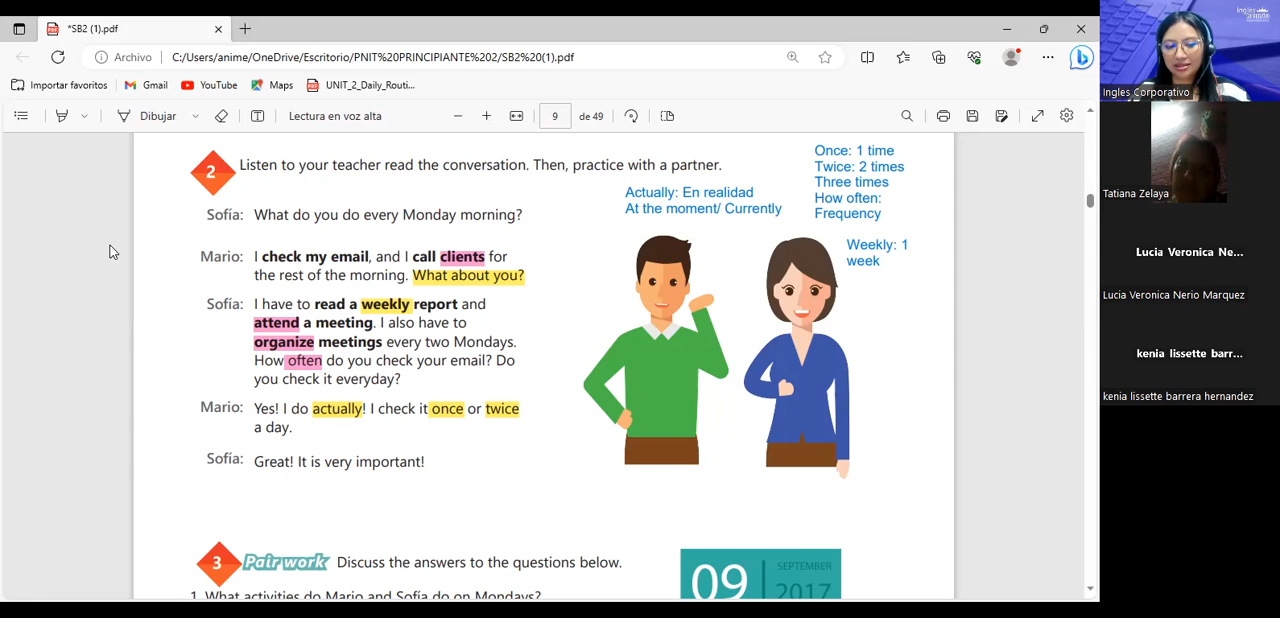 *SB2 (1).pdf
Archivo
C:/Users/anime/OneDrive/Escritorio/PNIT%20PRINCIPIANTE%202/SB2%20(1).pdf
Importar favoritos
Gmail
YouTube
Maps
UNIT_2_Daily_Routi...
Dibujar
Lectura en voz alta
9
de 49
2
Listen to your teacher read the conversation. Then, practice with a partner.
Sofía: What do you do every Monday morning?
Mario: I check my email, and I call clients for
the rest of the morning. What about you?
Sofía: I have to read a weekly report and
attend a meeting. I also have to
organize meetings every two Mondays.
How often do you check your email? Do
you check it everyday?
Mario: Yes! I do actually! I check it once or twice
a day.
Sofía: Great! It is very important!
Actually: En realidad
At the moment/ Currently
Once: 1 time
Twice: 2 times
Three times
How often:
Frequency
Weekly: 1
week
3
Pair work Discuss the answers to the questions below.
1. What activities do Mario and Sofía do on Mondays?
09
SEPTEMBER
2017
Ingles Corporativo
Tatiana Zelaya
Lucia Veronica Ne...
Lucia Veronica Nerio Marquez
kenia lissette barr...
kenia lissette barrera hernandez